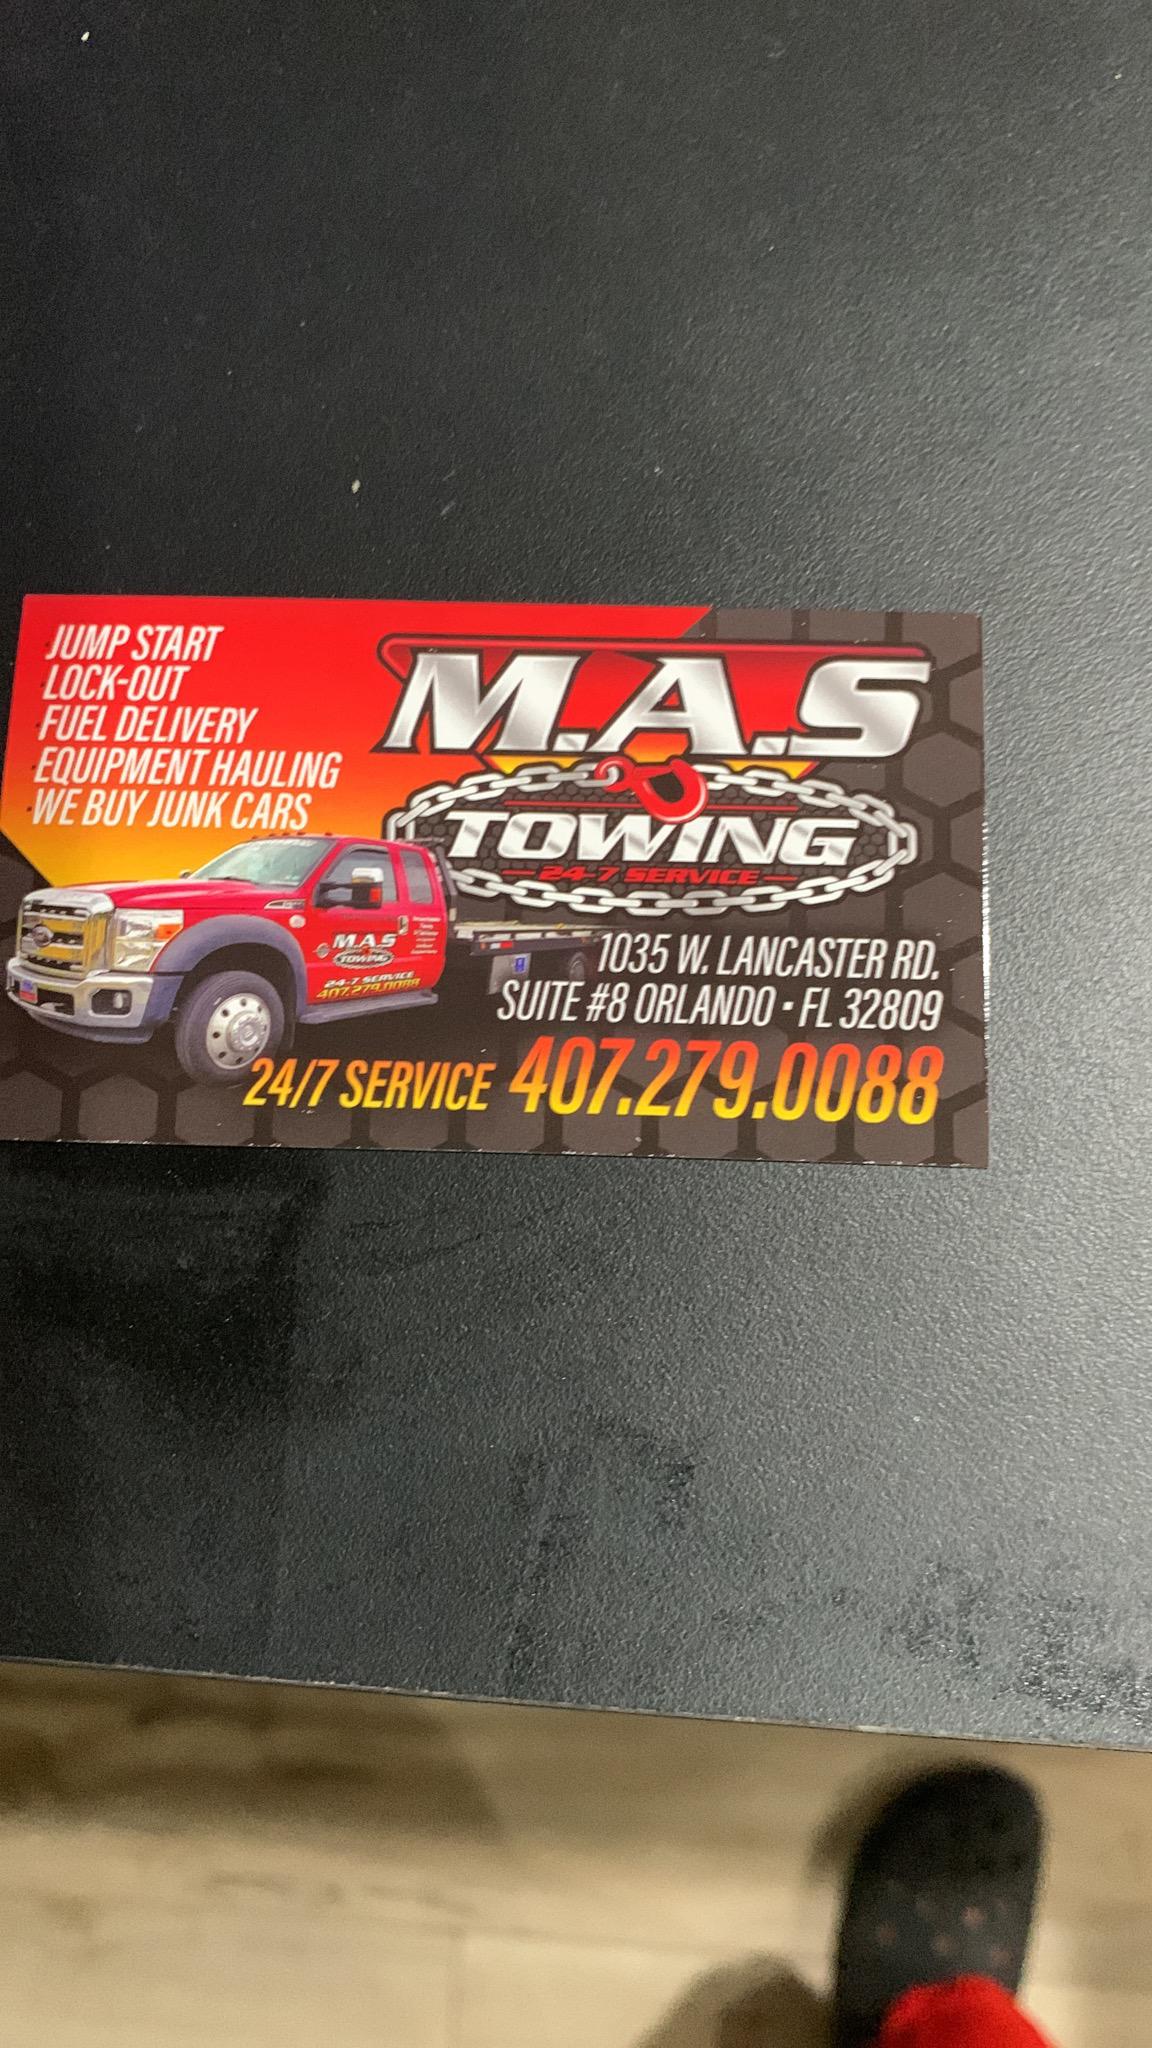 JUMP START
LOCK-OUT
FUEL DELIVERY
EQUIPMENT HAULING
WE BUY JUNK CARS
M.A.S
TOWING
24-7 SERVICE
M.A.S
TOWING
24-7 SERVICE
407.279.0088
1035 W. LANCASTER RD.
SUITE #8 ORLANDO · FL 32809
24/7 SERVICE 407.279.0088